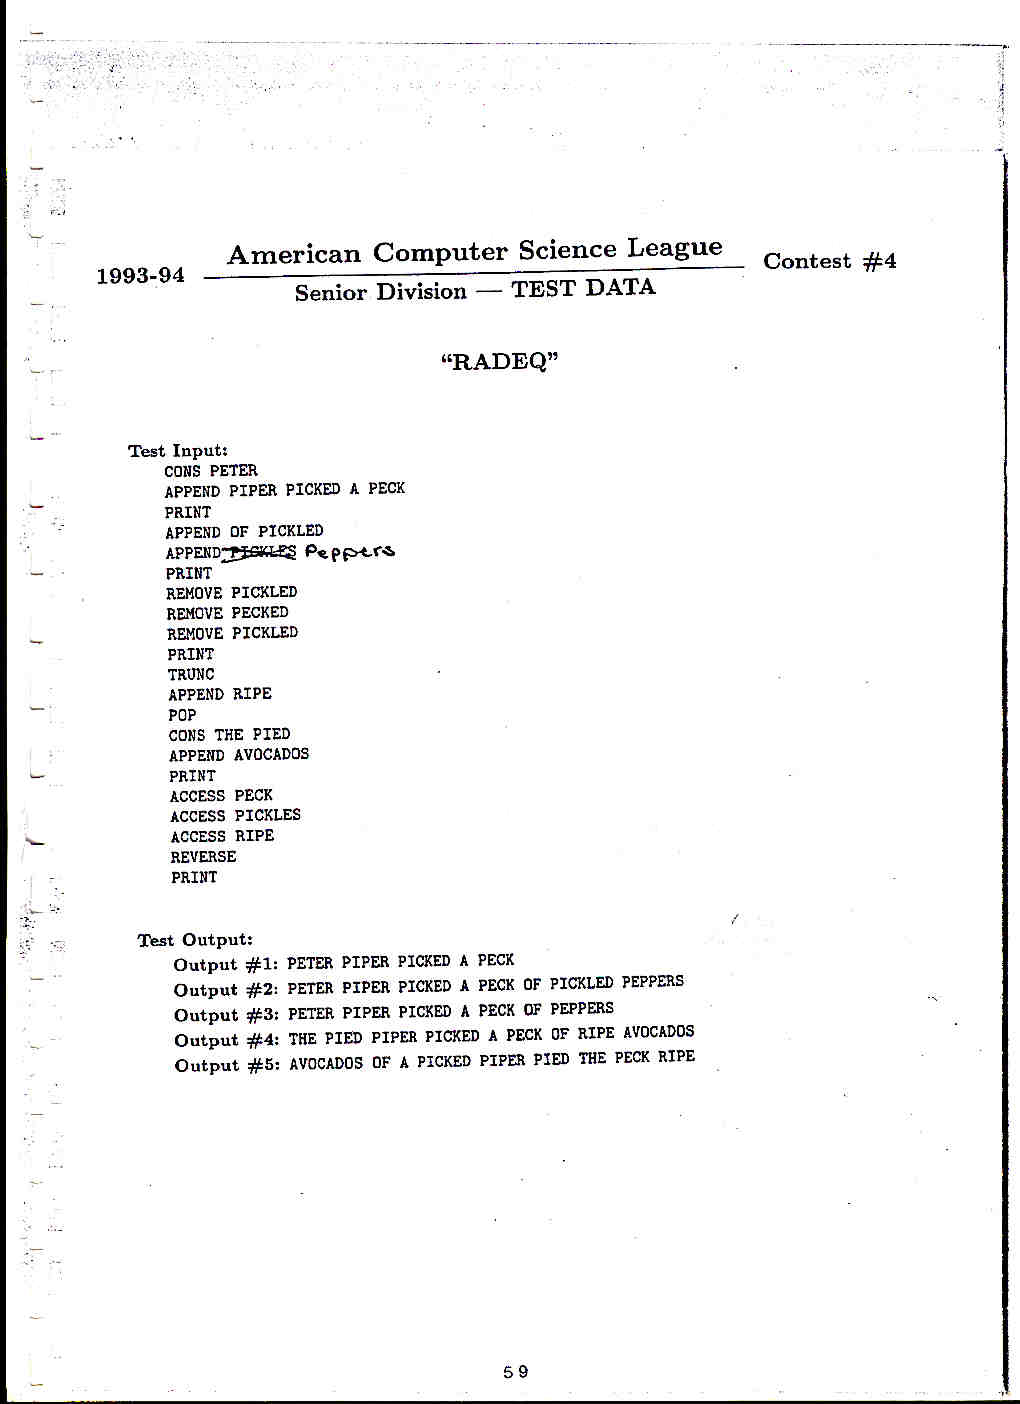 American Computer Science League
1993-94
Contest #4
Senior Division — TEST DATA
“RADEQ”
Test Input:
CONS PETER
APPEND PIPER PICKED A PECK
PRINT
APPEND OF PICKLED
APPEND PICKLES Peppers
PRINT
REMOVE PICKLED
REMOVE PECKED
REMOVE PICKLED
PRINT
TRUNC
APPEND RIPE
POP
CONS THE PIED
APPEND AVOCADOS
PRINT
ACCESS PECK
ACCESS PICKLES
ACCESS RIPE
REVERSE
PRINT
Test Output:
Output #1: PETER PIPER PICKED A PECK
Output #2: PETER PIPER PICKED A PECK OF PICKLED PEPPERS
Output #3: PETER PIPER PICKED A PECK OF PEPPERS
Output #4: THE PIED PIPER PICKED A PECK OF RIPE AVOCADOS
Output #5: AVOCADOS OF A PICKED PIPER PIED THE PECK RIPE
59